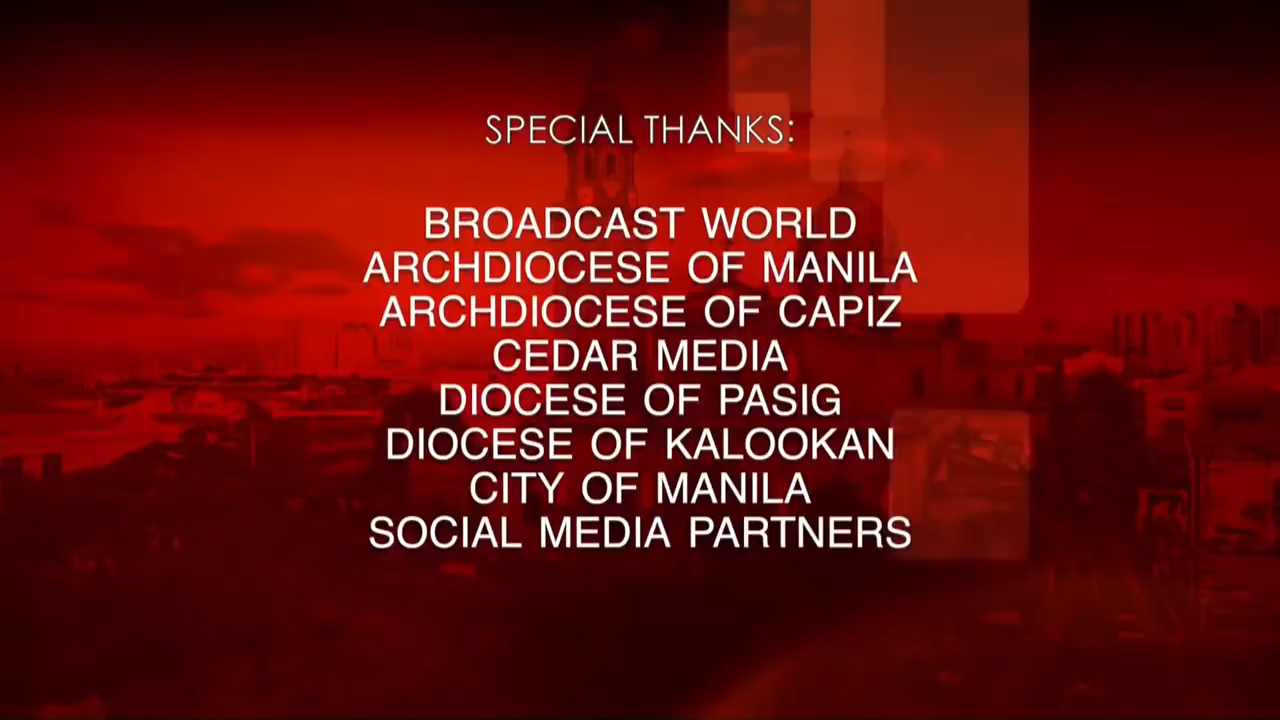 SPECIAL THANKS:
BROADCAST WORLD
ARCHDIOCESE OF MANILA
ARCHDIOCESE OF CAPIZ
CEDAR MEDIA
DIOCESE OF PASIG
DIOCESE OF KALOOKAN
CITY OF MANILA
SOCIAL MEDIA PARTNERS